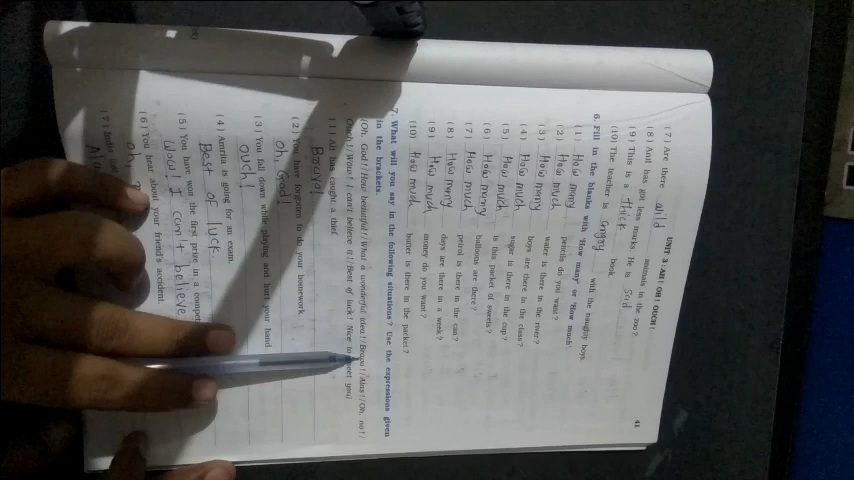 UNIT 3 : AH ! OH ! OUCH ! 41
(7) Are there wild animals in the zoo ?
(8) Anil has got less marks. He is sad
(9) This is a thick book.
(10) The teacher is angry with the naughty boys.
6. Fill in the blanks with 'How many' or 'How much'.
(1) How many pencils do you want ?
(2) How much water is there in the river ?
(3) How many boys are there in the class ?
(4) How much sugar is there in the cup ?
(5) How much is this packet of sweets ?
(6) How many balloons are there ?
(7) How much petrol is there in the can ?
(8) How many days are there in a week ?
(9) How much money do you want ?
(10) How much butter is there in the packet ?
7. What will you say in the following situations ? Use the expressions given
in the brackets.
(Oh, God ! / How beautiful ! / What a wonderful idea ! / Bravo ! / Alas ! / Oh, no ! /
Ouch ! / Wow ! I can't believe it ! / Best of luck ! Nice to meet you)
(1) Ali has caught a thief.
(2) You have forgotten to do your homework.
Oh, God!
(3) You fall down while playing and hurt your hand.
ouch!
(4) Amrita is going for an exam.
Best of luck.
(5) You have won the first prize in a
Wow! I can't believe
(6) You hear about your friend's accident.
oh,
(7)